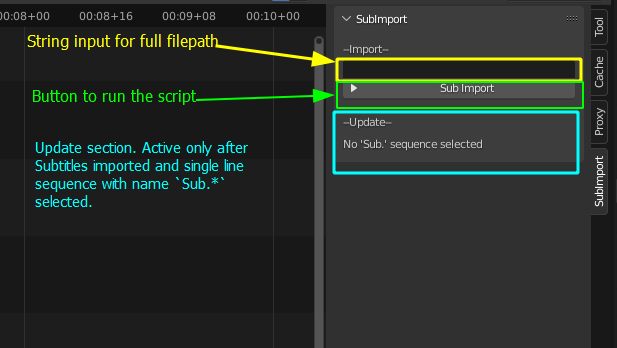 00:08+00 00:08+16 00:09+08 00:10+00
SubImport
String input for full filepath
--Import--
Button to run the script
Sub Import
Update section. Active only after
Subtitles imported and single line
sequence with name `Sub.*`
selected.
--Update--
No 'Sub.' sequence selected
Tool
Cache
Proxy
SubImport